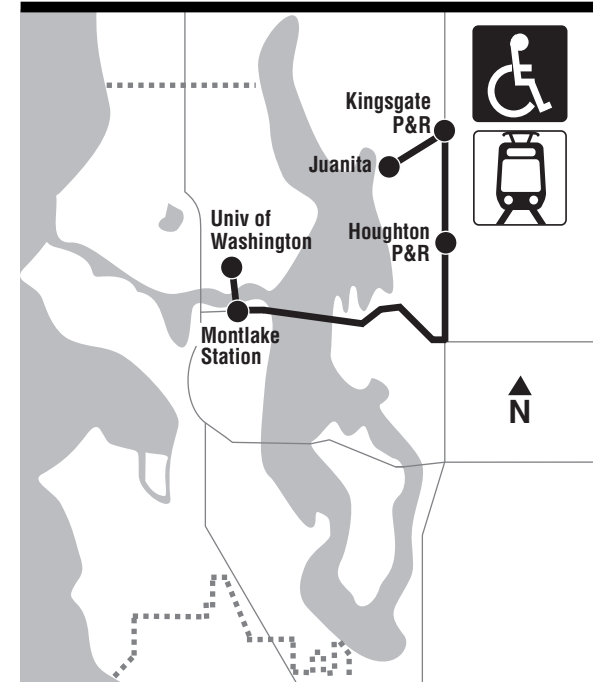 Kingsgate
P&R
Juanita
Univ of
Washington
Houghton
P&R
Montlake
Station
N